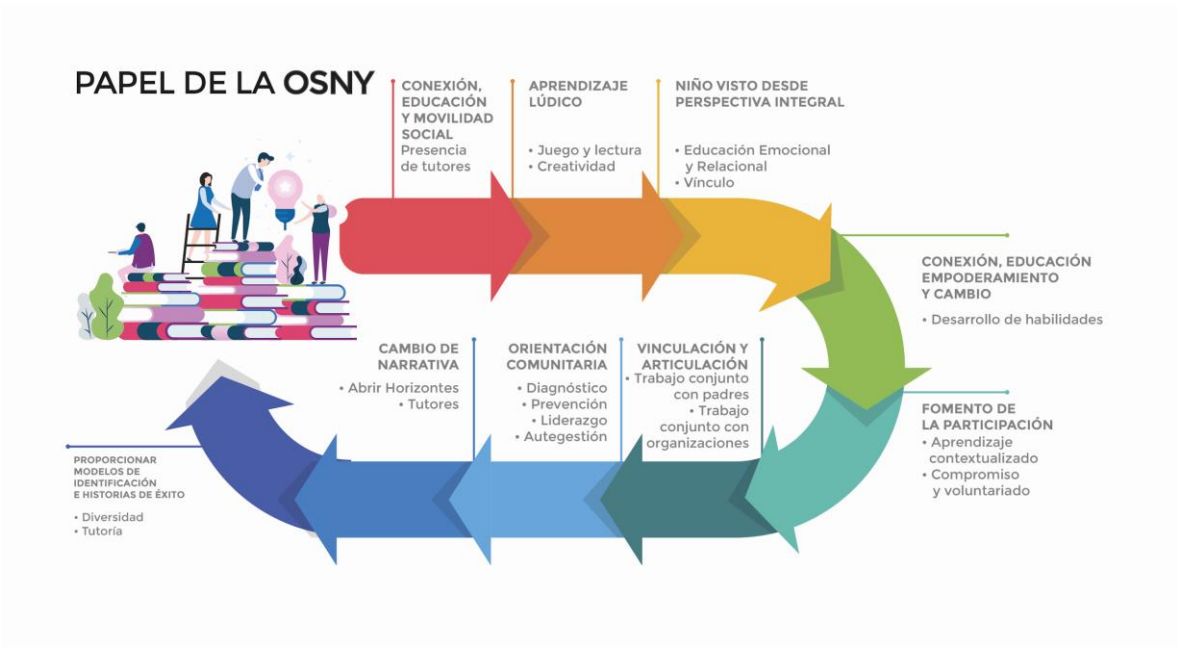 PAPEL DE LA OSNY
CONEXIÓN,
EDUCACIÓN
Y MOVILIDAD
SOCIAL
Presencia
de tutores
APRENDIZAJE
LÚDICO
• Juego y lectura
• Creatividad
NIÑO VISTO DESDE
PERSPECTIVA INTEGRAL
• Educación Emocional
y Relacional
• Vínculo
CONEXIÓN, EDUCACIÓN
EMPODERAMIENTO
Y CAMBIO
• Desarrollo de habilidades
FOMENTO DE
LA PARTICIPACIÓN
• Aprendizaje
contextualizado
• Compromiso
y voluntariado
VINCULACIÓN Y
ARTICULACIÓN
• Trabajo conjunto
con padres
• Trabajo
conjunto con
organizaciones
ORIENTACIÓN
COMUNITARIA
• Diagnóstico
• Prevención
• Liderazgo
• Autegestión
CAMBIO DE
NARRATIVA
• Abrir Horizontes
• Tutores
PROPORCIONAR
MODELOS DE
IDENTIFICACIÓN
E HISTORIAS DE ÉXITO
• Diversidad
• Tutoría